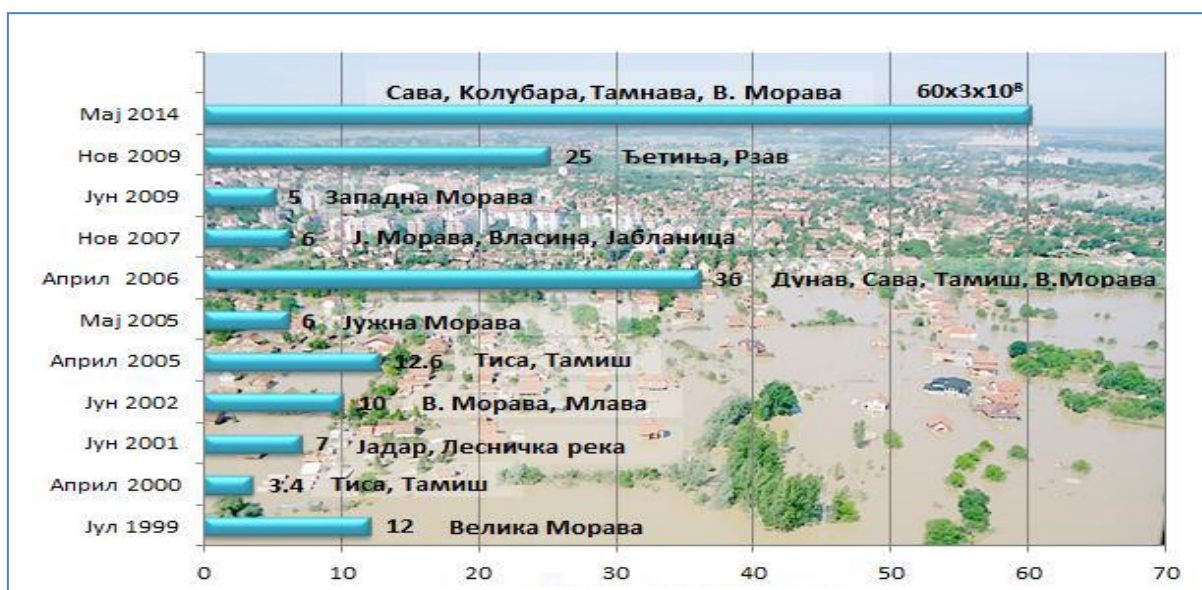 Сава, Колубара, Тамнава, В. Морава 60x3x10⁸
Мај 2014
Нов 2009 25 Ђетиња, Рзав
Јун 2009 5 Западна Морава
Нов 2007 6 Ј. Морава, Власина, Јабланица
Април 2006 36 Дунав, Сава, Тамиш, В.Морава
Мај 2005 6 Јужна Морава
Април 2005 12.6 Тиса, Тамиш
Јун 2002 10 В. Морава, Млава
Јун 2001 7 Јадар, Лесничка река
Април 2000 3.4 Тиса, Тамиш
Јул 1999 12 Велика Морава
0 10 20 30 40 50 60 70